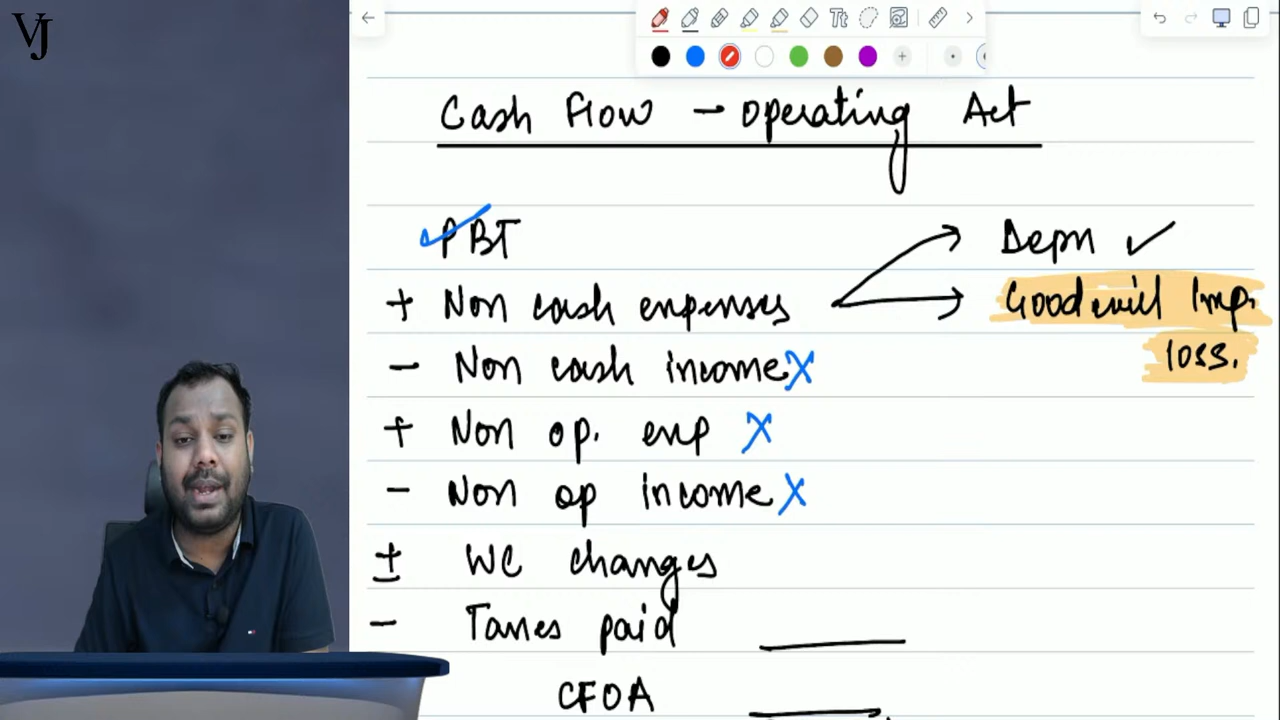 VJ
Tt
Cash Flow - Operating Act
PBT
+ Non cash expenses
Depn ✓
Goodwill Imp.
loss.
- Non cash income X
+ Non op. exp X
- Non op income X
± WC changes
- Taxes paid
CFOA